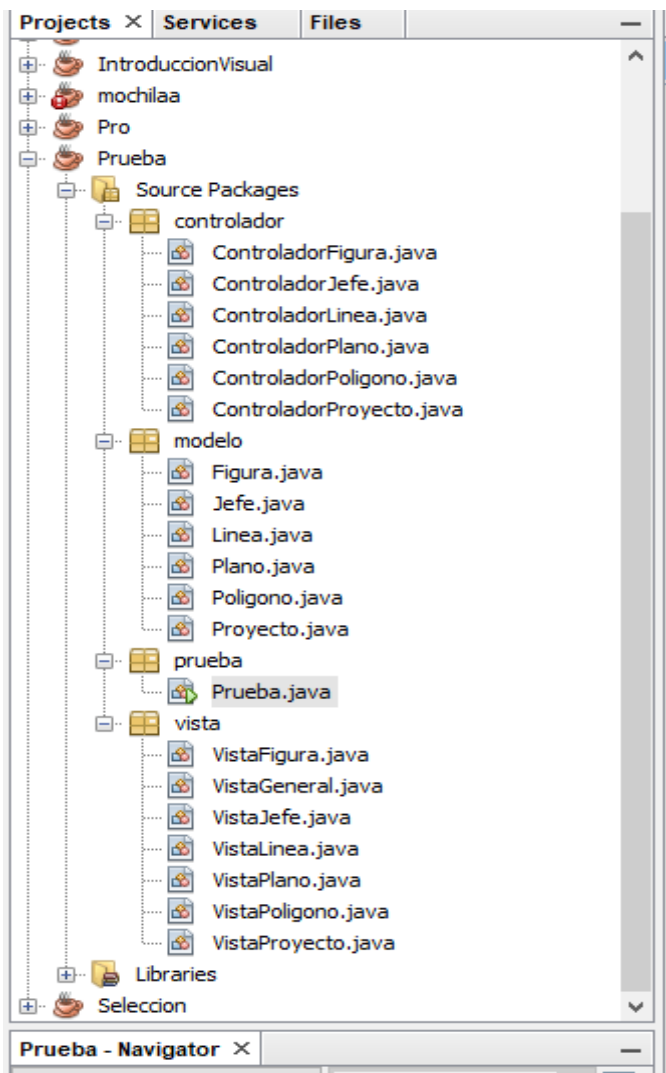 Projects × Services Files
IntroduccionVisual
mochilaa
Pro
Prueba
Source Packages
controlador
ControladorFigura.java
ControladorJefe.java
ControladorLinea.java
ControladorPlano.java
ControladorPoligono.java
ControladorProyecto.java
modelo
Figura.java
Jefe.java
Linea.java
Plano.java
Poligono.java
Proyecto.java
prueba
Prueba.java
vista
VistaFigura.java
VistaGeneral.java
VistaJefe.java
VistaLinea.java
VistaPlano.java
VistaPoligono.java
VistaProyecto.java
Libraries
Seleccion
Prueba - Navigator ×